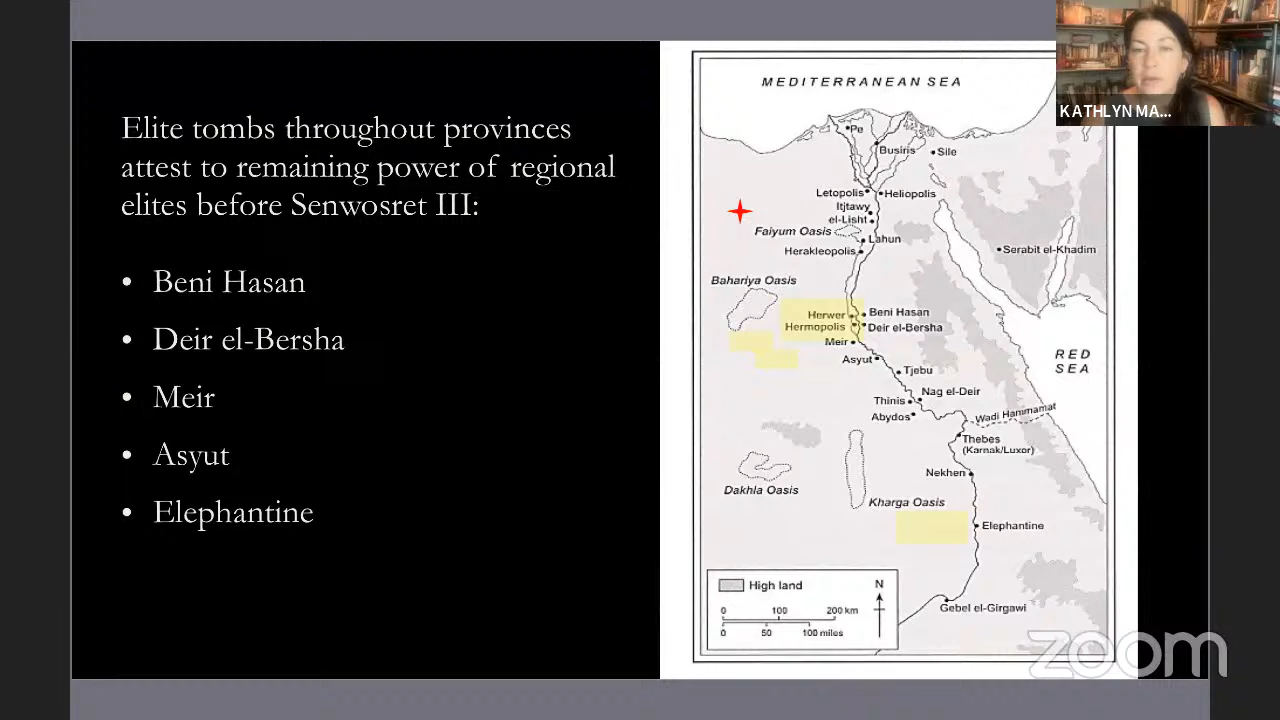 Elite tombs throughout provinces
attest to remaining power of regional
elites before Senwosret III:
• Beni Hasan
• Deir el-Bersha
• Meir
• Asyut
• Elephantine
MEDITERRANEAN SEA
Pe
Busiris
Sile
Letopolis
Heliopolis
Itjtawy
el-Lisht
Faiyum Oasis
Lahun
Herakleopolis
Serabit el-Khadim
Bahariya Oasis
Herwer
Beni Hasan
Hermopolis
Deir el-Bersha
Meir
Asyut
Tjebu
RED
SEA
Nag el-Deir
Thinis
Abydos
Wadi Hammamat
Thebes
(Karnak/Luxor)
Nekhen
Dakhla Oasis
Kharga Oasis
Elephantine
High land
N
0 100 200 km
0 50 100 miles
Gebel el-Girgawi
KATHLYN MA...
zoom